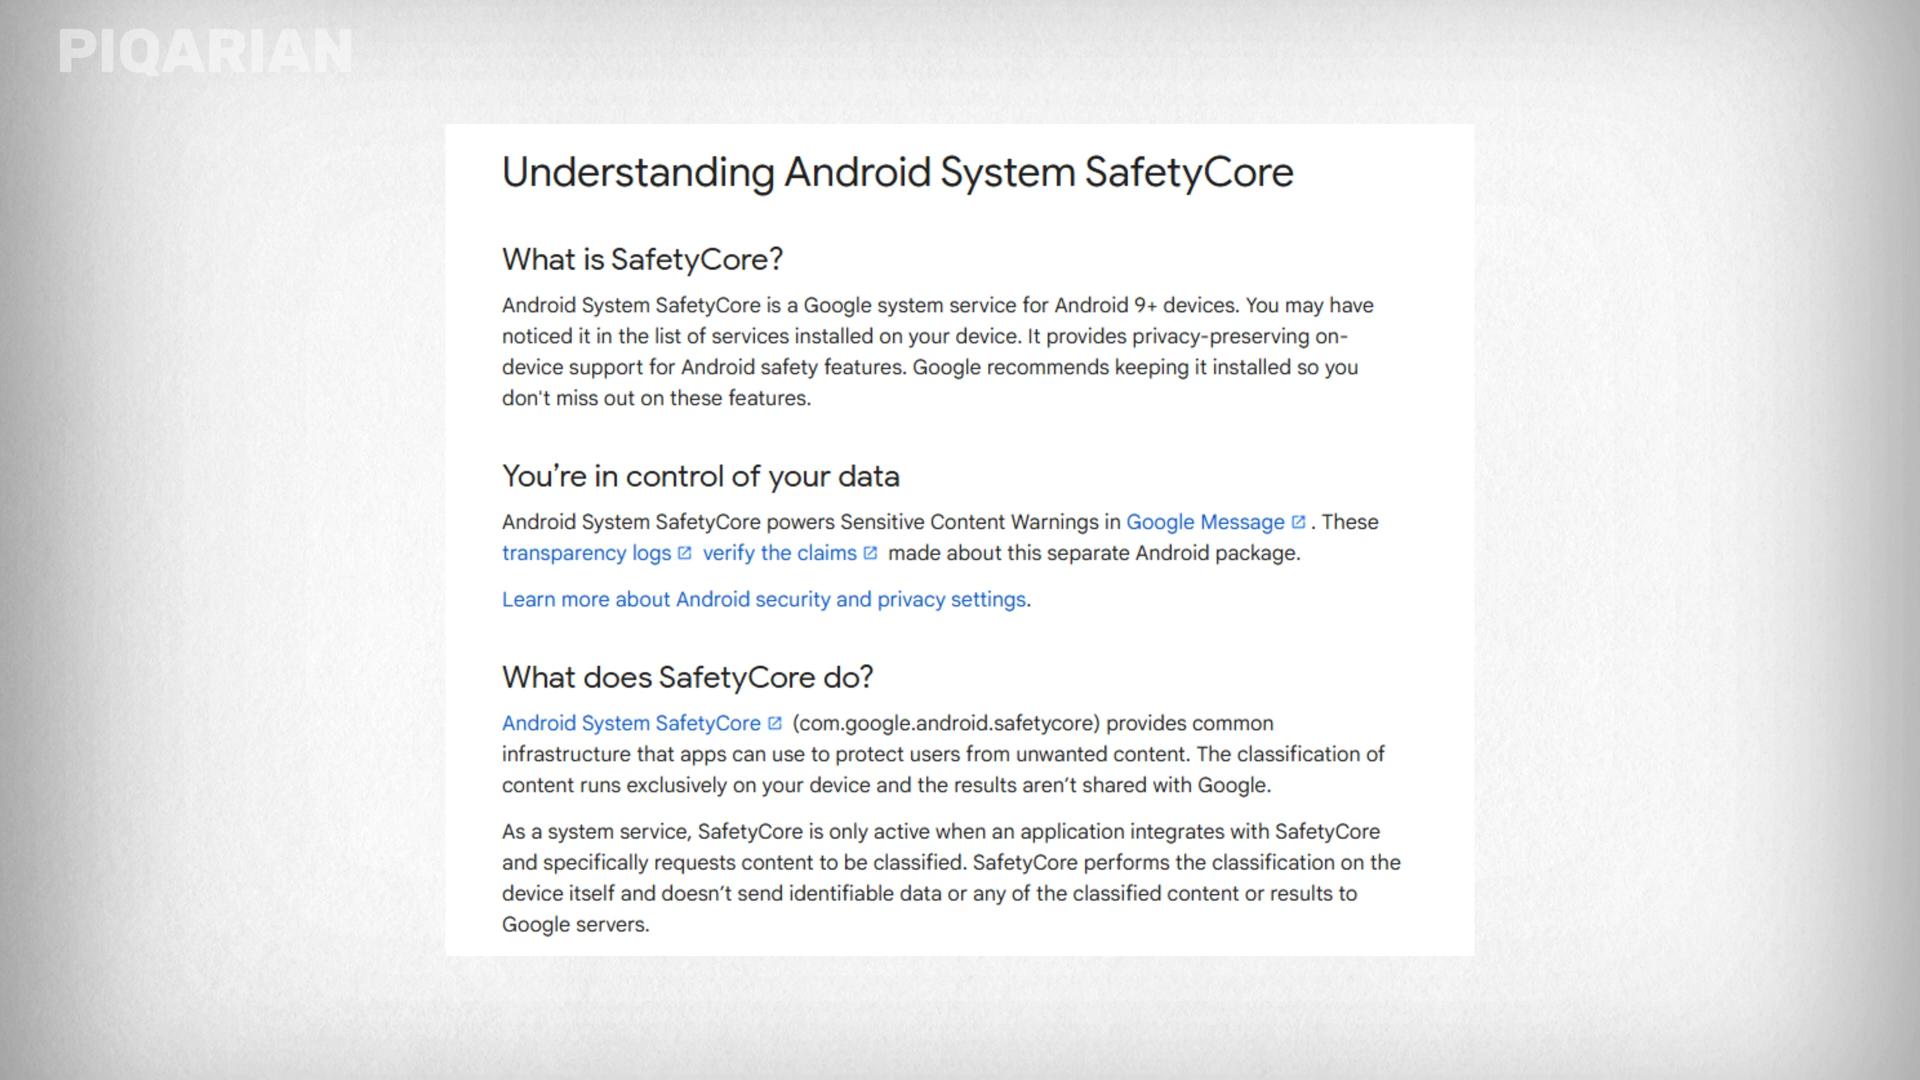 PIQARIAN
Understanding Android System SafetyCore
What is SafetyCore?
Android System SafetyCore is a Google system service for Android 9+ devices. You may have
noticed it in the list of services installed on your device. It provides privacy-preserving on-
device support for Android safety features. Google recommends keeping it installed so you
don't miss out on these features.
You’re in control of your data
Android System SafetyCore powers Sensitive Content Warnings in Google Message . These
transparency logs verify the claims made about this separate Android package.
Learn more about Android security and privacy settings.
What does SafetyCore do?
Android System SafetyCore (com.google.android.safetycore) provides common
infrastructure that apps can use to protect users from unwanted content. The classification of
content runs exclusively on your device and the results aren’t shared with Google.
As a system service, SafetyCore is only active when an application integrates with SafetyCore
and specifically requests content to be classified. SafetyCore performs the classification on the
device itself and doesn’t send identifiable data or any of the classified content or results to
Google servers.